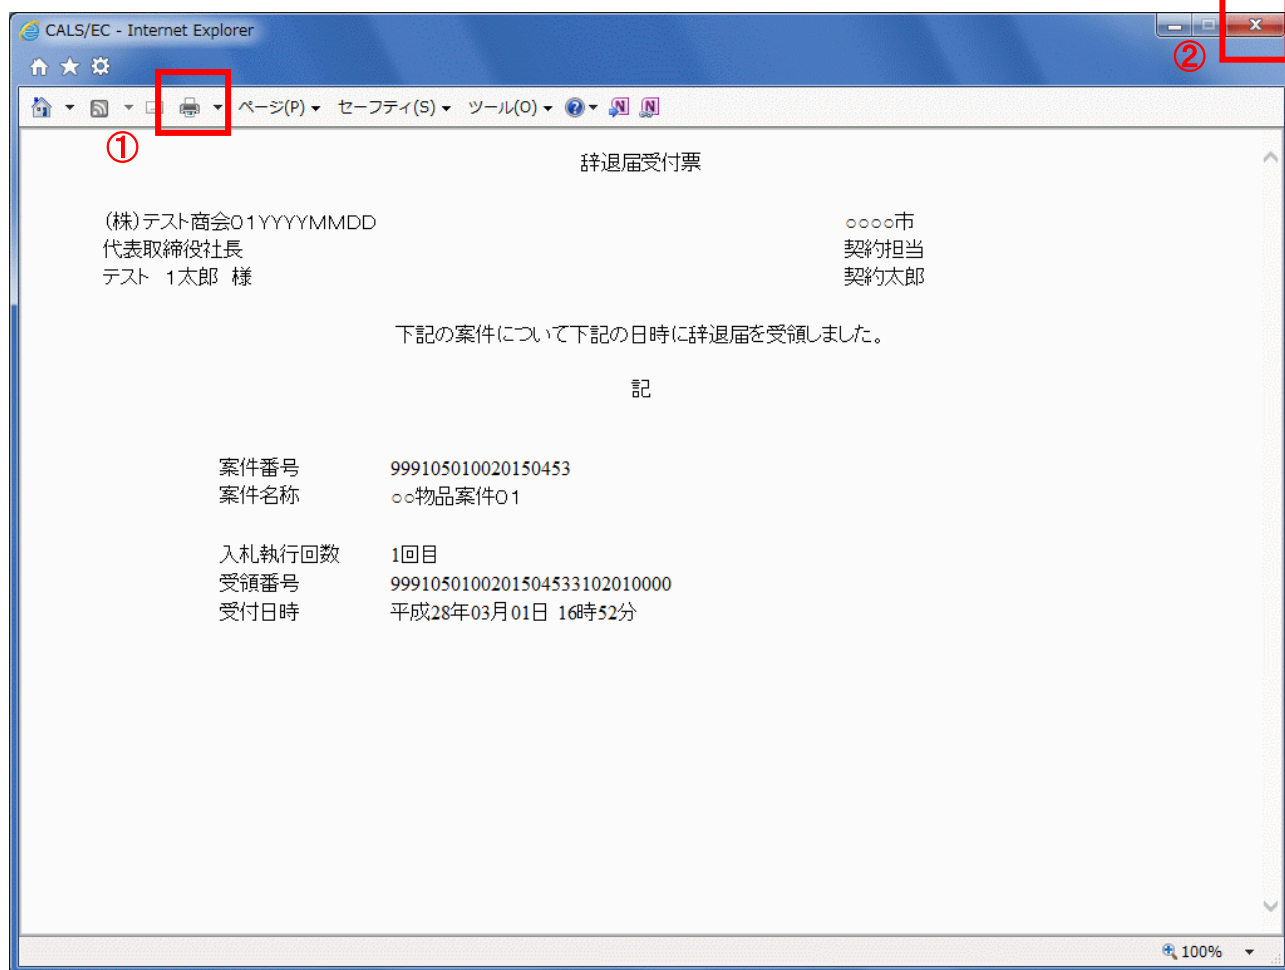 CALS/EC - Internet Explorer
②
ページ(P) セーフティ(S) ツール(O)
①
辞退届受付票
(株)テスト商会01YYYYMMDD ○○○○市
代表取締役社長 契約担当
テスト 1太郎 様 契約太郎
下記の案件について下記の日時に辞退届を受領しました。
記
案件番号 999105010020150453
案件名称 ○○物品案件01
入札執行回数 1回目
受領番号 9991050100201504533102010000
受付日時 平成28年03月01日 16時52分
100%